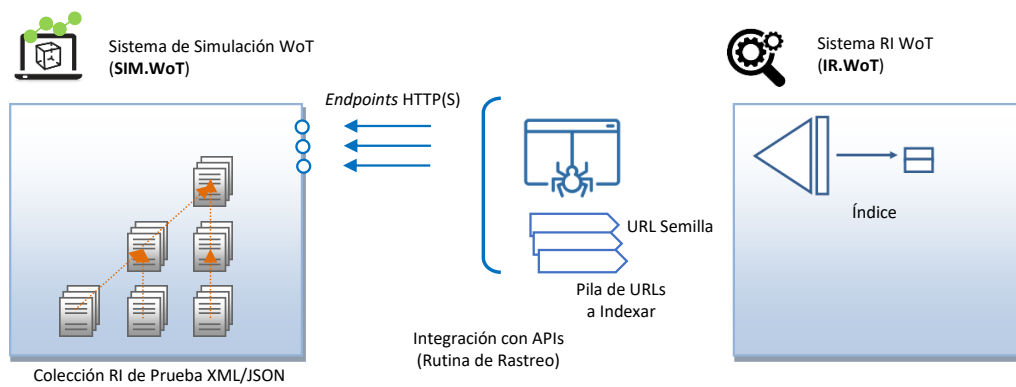 Sistema de Simulación WoT
(SIM.WoT)
Endpoints HTTP(S)
Colección RI de Prueba XML/JSON
URL Semilla
Pila de URLs
a Indexar
Integración con APIs
(Rutina de Rastreo)
Sistema RI WoT
(IR.WoT)
Índice